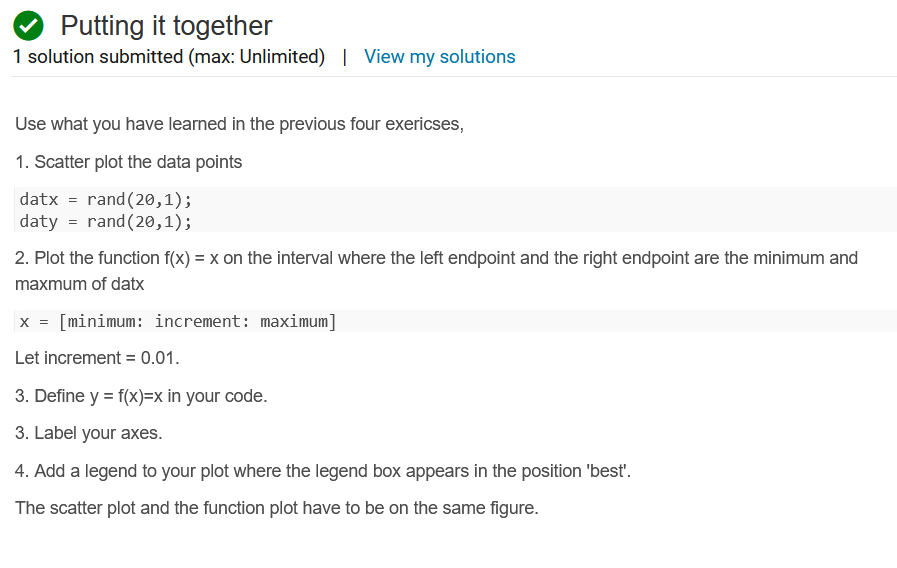 Putting it together
1 solution submitted (max: Unlimited) | View my solutions
Use what you have learned in the previous four exericses,
1. Scatter plot the data points
datx = rand(20,1);
daty = rand(20,1);
2. Plot the function f(x) = x on the interval where the left endpoint and the right endpoint are the minimum and
maxmum of datx
x = [minimum: increment: maximum]
Let increment = 0.01.
3. Define y = f(x)=x in your code.
3. Label your axes.
4. Add a legend to your plot where the legend box appears in the position 'best'.
The scatter plot and the function plot have to be on the same figure.